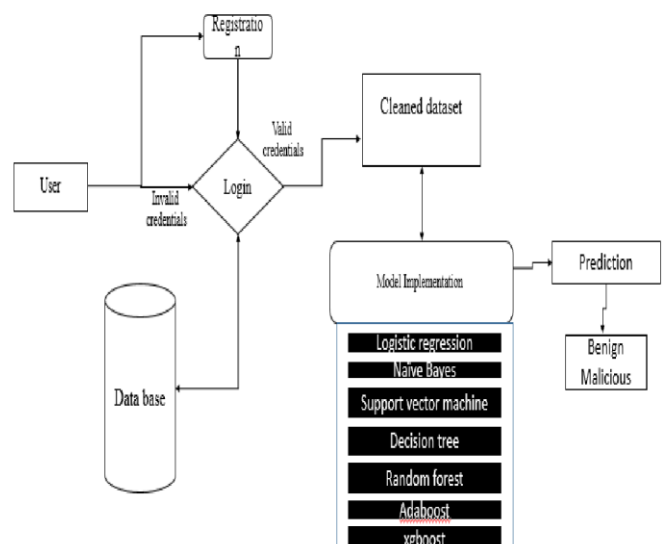 Registratio
n
Cleaned dataset
Valid
credentials
User
Login
Invalid
credentials
Model Implementation
Prediction
Logistic regression
Naïve Bayes
Support vector machine
Decision tree
Random forest
Adaboost
xgboost
Benign
Malicious
Data base